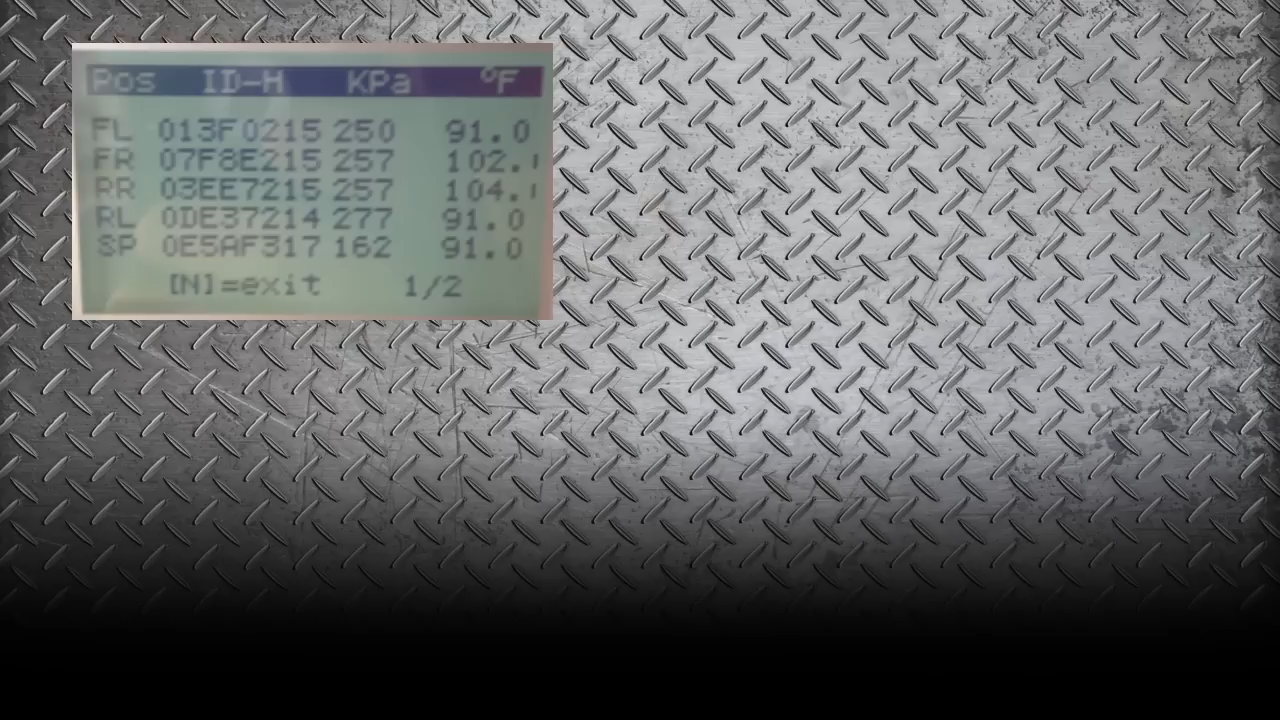 Pos ID-H KPa °F
FL 013F0215 250 91.0
FR 07F8E215 257 102.
RR 03EE7215 257 104.
RL 0DE37214 277 91.0
SP 0E5AF317 162 91.0
[N]=exit 1/2